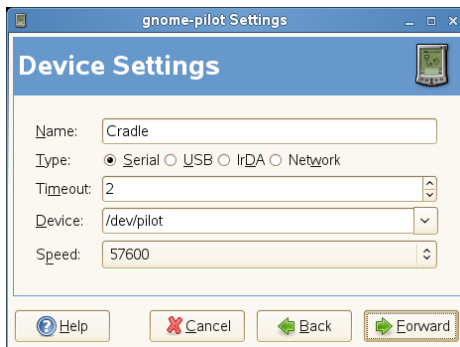 gnome-pilot Settings
Device Settings
Name: Cradle
Type: Serial USB IrDA Network
Timeout: 2
Device: /dev/pilot
Speed: 57600
Help Cancel Back Forward